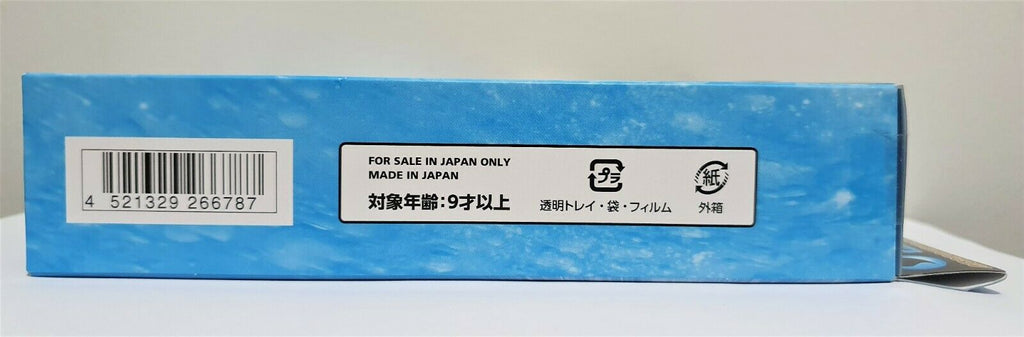 4 521329 266787
FOR SALE IN JAPAN ONLY
MADE IN JAPAN
対象年齢:9才以上
プラ
透明トレイ・袋・フィルム
紙
外箱